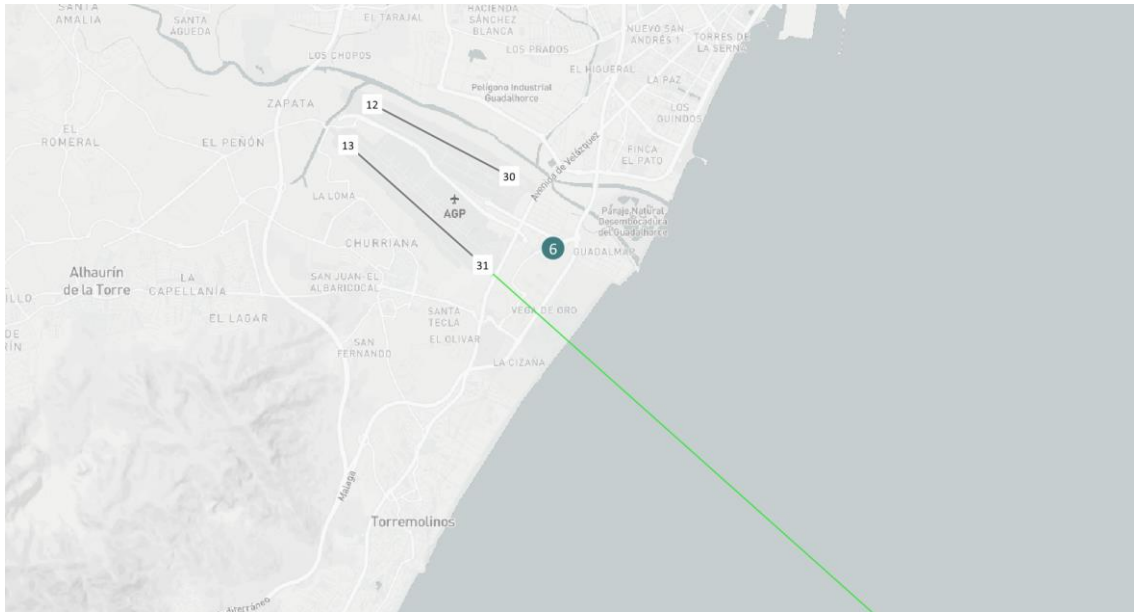 SANTA
AMALIA
SANTA
ÁGUEDA
EL TARAJAL
HACIENDA
SÁNCHEZ
BLANCA
NUEVO SAN
ANDRÉS 1
TORRES DE
LA SERNA
LOS PRADOS
LOS CHOPOS
EL HIGUERAL
LA PAZ
Polígono Industrial
Guadalhorce
ZAPATA
12
LOS
GUINDOS
EL
ROMERAL
EL PEÑÓN
13
FINCA
EL PATO
Avenida de Velázquez
30
LA LOMA
AGP
Paraje Natural
Desembocadura
del Guadalhorce
CHURRIANA
6
GUADALMAR
31
Alhaurín
de la Torre
LA
CAPELLANÍA
SAN JUAN-EL
ALBARICOCAL
EL LAGAR
SANTA
TECLA
VEGA DE ORO
SAN
FERNANDO
EL OLIVAR
LA CIZAÑA
Málaga
Torremolinos